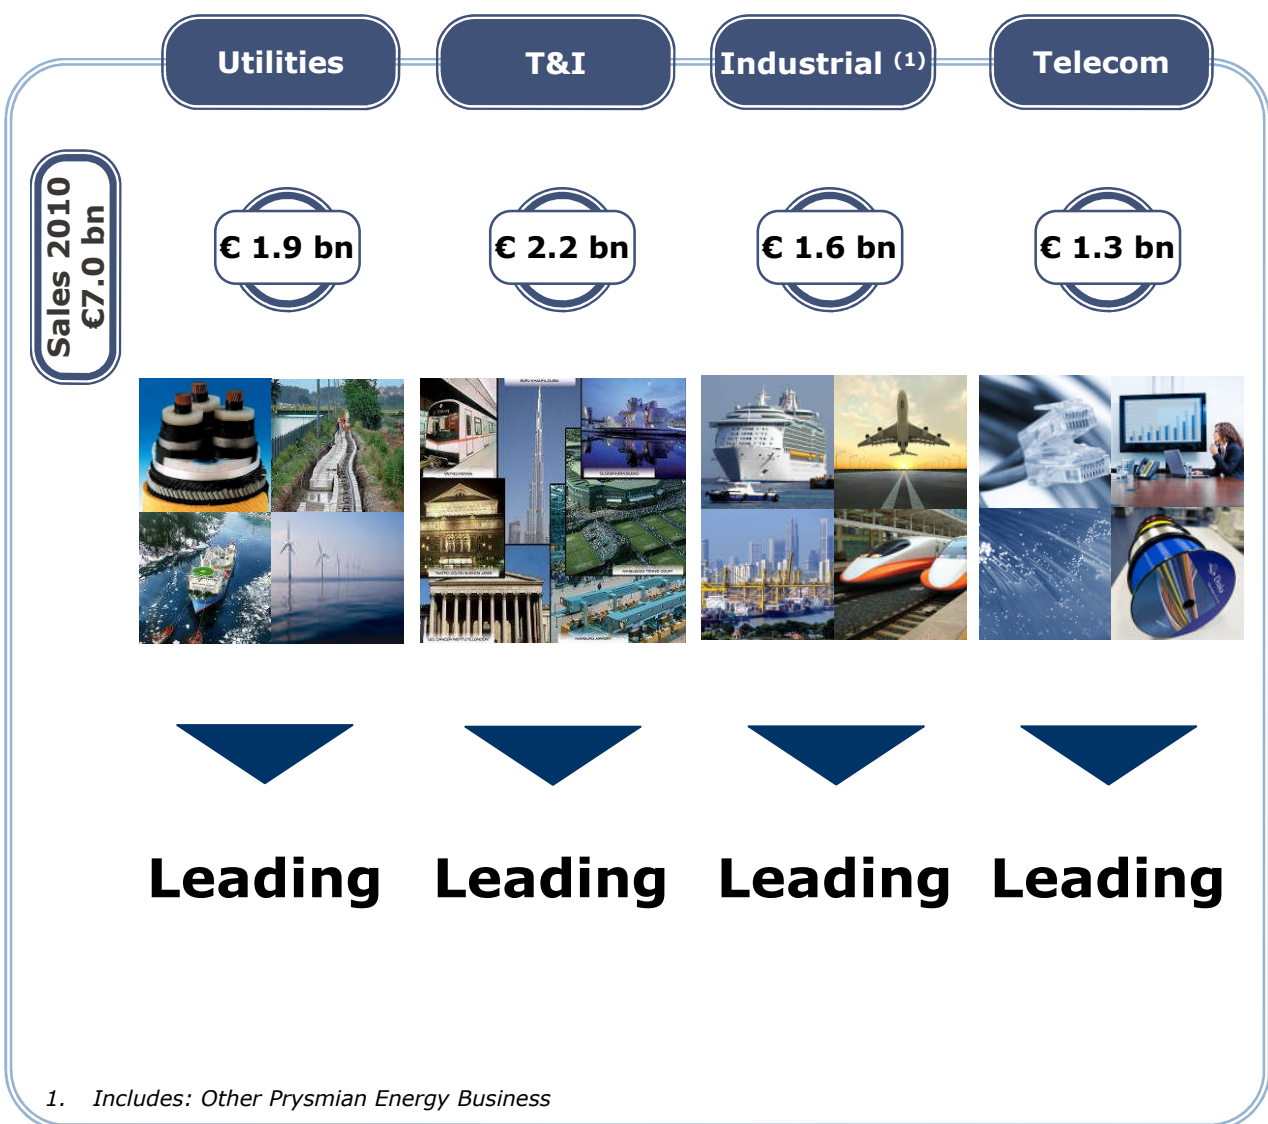 Utilities
T&I
Industrial (1)
Telecom
Sales 2010
€7.0 bn
€ 1.9 bn
€ 2.2 bn
€ 1.6 bn
€ 1.3 bn
Leading
Leading
Leading
Leading
1. Includes: Other Prysmian Energy Business